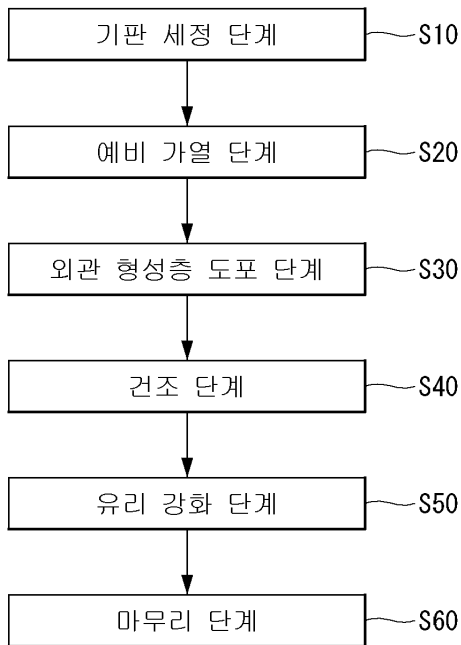 기판 세정 단계 S10
예비 가열 단계 S20
외관 형성층 도포 단계 S30
건조 단계 S40
유리 강화 단계 S50
마무리 단계 S60